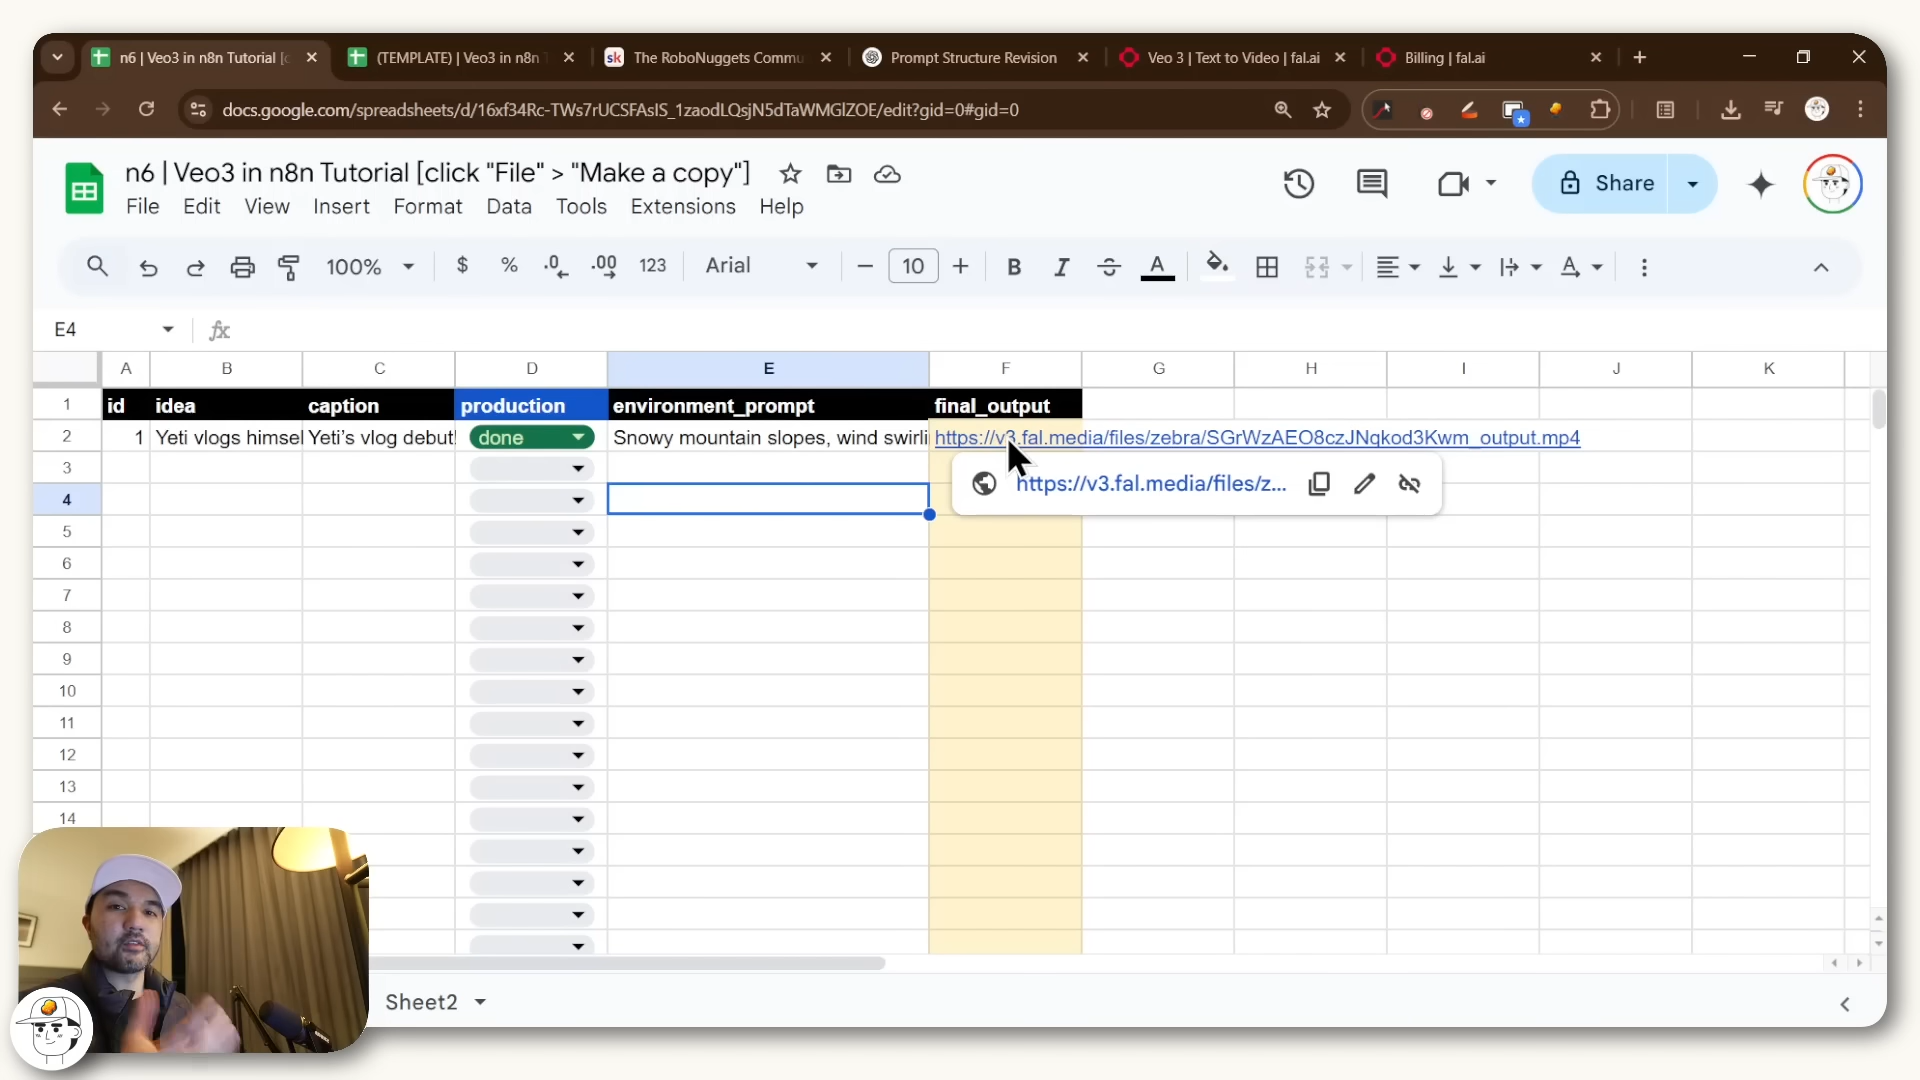 n6 | Veo3 in n8n Tutorial [c
(TEMPLATE) | Veo3 in n8n T
sk
The RoboNuggets Commu
Prompt Structure Revision
Veo 3 | Text to Video | fal.ai
Billing | fal.ai
docs.google.com/spreadsheets/d/16xf34Rc-TWs7rUCSFAsIS_1zaodLQsjN5dTaWMGlZOE/edit?gid=0#gid=0
n6 | Veo3 in n8n Tutorial [click "File" > "Make a copy"]
File Edit View Insert Format Data Tools Extensions Help
Share
100% $ % .0 .00 123 Arial 10 B I A
E4 fx
A B C D E F G H I J K
1 id idea caption production environment_prompt final_output
2 1 Yeti vlogs himsel Yeti's vlog debut! done Snowy mountain slopes, wind swirli https://v3.fal.media/files/zebra/SGrWzAEO8czJNqkod3Kwm_output.mp4
3
https://v3.fal.media/files/z...
4
5
6
7
8
9
10
11
12
13
14
Sheet2